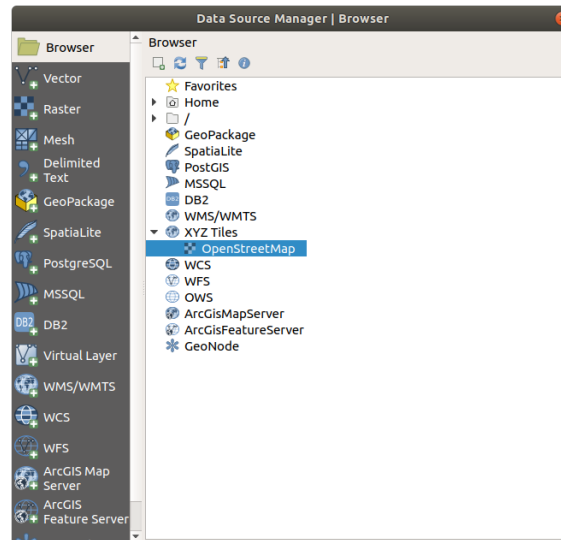 Data Source Manager | Browser
Browser
Vector
Raster
Mesh
Delimited
Text
GeoPackage
SpatiaLite
PostgreSQL
MSSQL
DB2
DB2
Virtual Layer
WMS/WMTS
WCS
WFS
ArcGIS Map
Server
ArcGIS
Feature Server
Browser
Favorites
Home
/
GeoPackage
SpatiaLite
PostGIS
MSSQL
DB2
DB2
WMS/WMTS
XYZ Tiles
OpenStreetMap
WCS
WFS
OWS
ArcGisMapServer
ArcGisFeatureServer
GeoNode